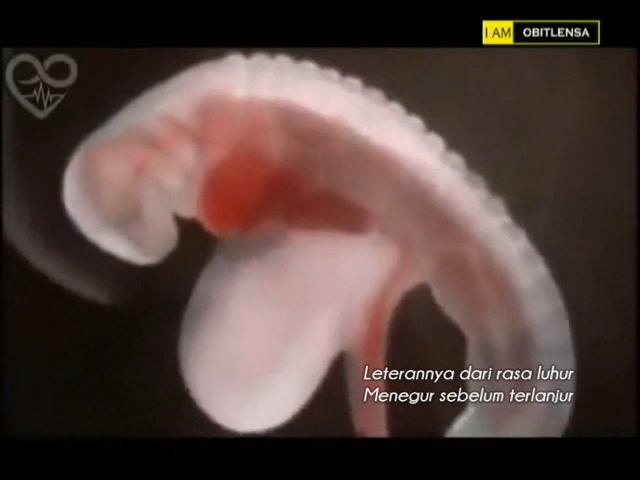 I AM OBITLENSA
Leterannya dari rasa luhur
Menegur sebelum terlanjur